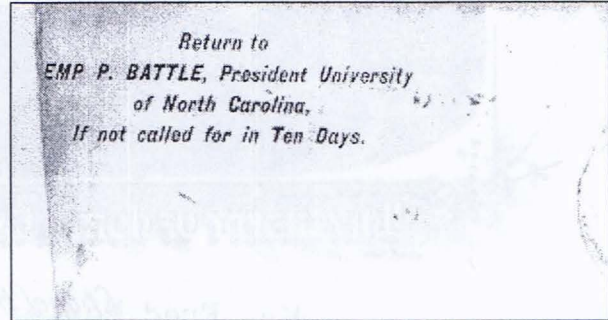 Return to
EMP P. BATTLE, President University
of North Carolina,
If not called for in Ten Days.